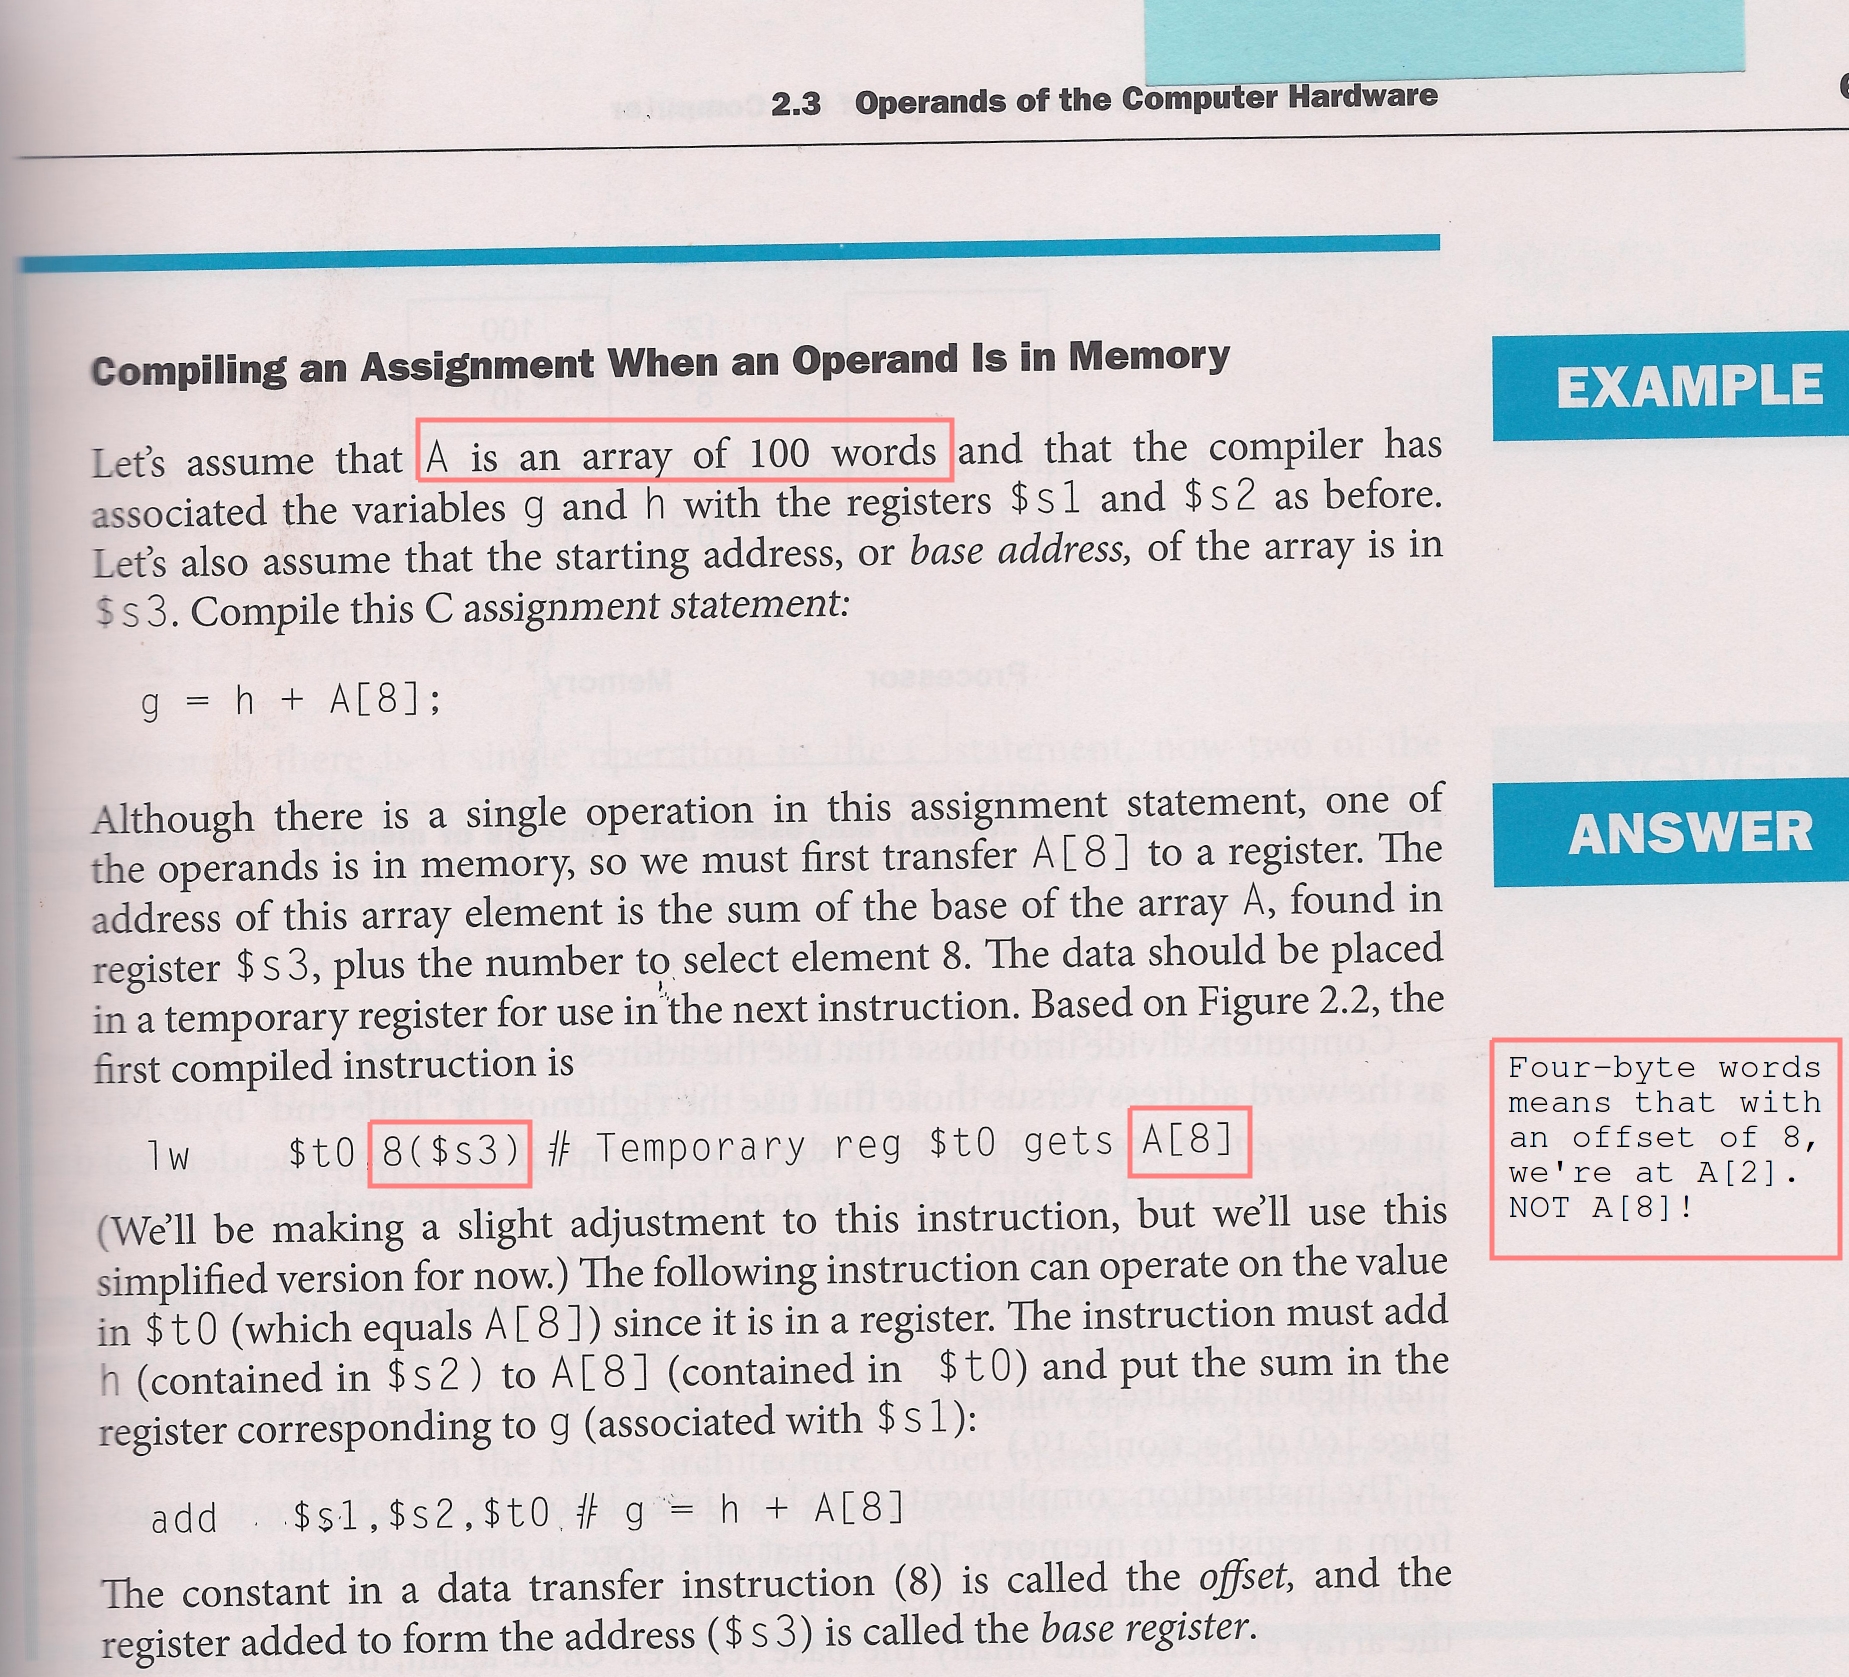 2.3 Operands of the Computer Hardware
Compiling an Assignment When an Operand Is in Memory
EXAMPLE
Let's assume that A is an array of 100 words and that the compiler has
associated the variables g and h with the registers $s1 and $s2 as before.
Let's also assume that the starting address, or base address, of the array is in
$s3. Compile this C assignment statement:
g = h + A[8];
ANSWER
Although there is a single operation in this assignment statement, one of
the operands is in memory, so we must first transfer A[8] to a register. The
address of this array element is the sum of the base of the array A, found in
register $s3, plus the number to select element 8. The data should be placed
in a temporary register for use in the next instruction. Based on Figure 2.2, the
first compiled instruction is
lw $t0 8($s3) # Temporary reg $t0 gets A[8]
Four-byte words
means that with
an offset of 8,
we're at A[2].
NOT A[8]!
(We'll be making a slight adjustment to this instruction, but we'll use this
simplified version for now.) The following instruction can operate on the value
in $t0 (which equals A[8]) since it is in a register. The instruction must add
h (contained in $s2) to A[8] (contained in $t0) and put the sum in the
register corresponding to g (associated with $s1):
add $s1,$s2,$t0 # g = h + A[8]
The constant in a data transfer instruction (8) is called the offset, and the
register added to form the address ($s3) is called the base register.